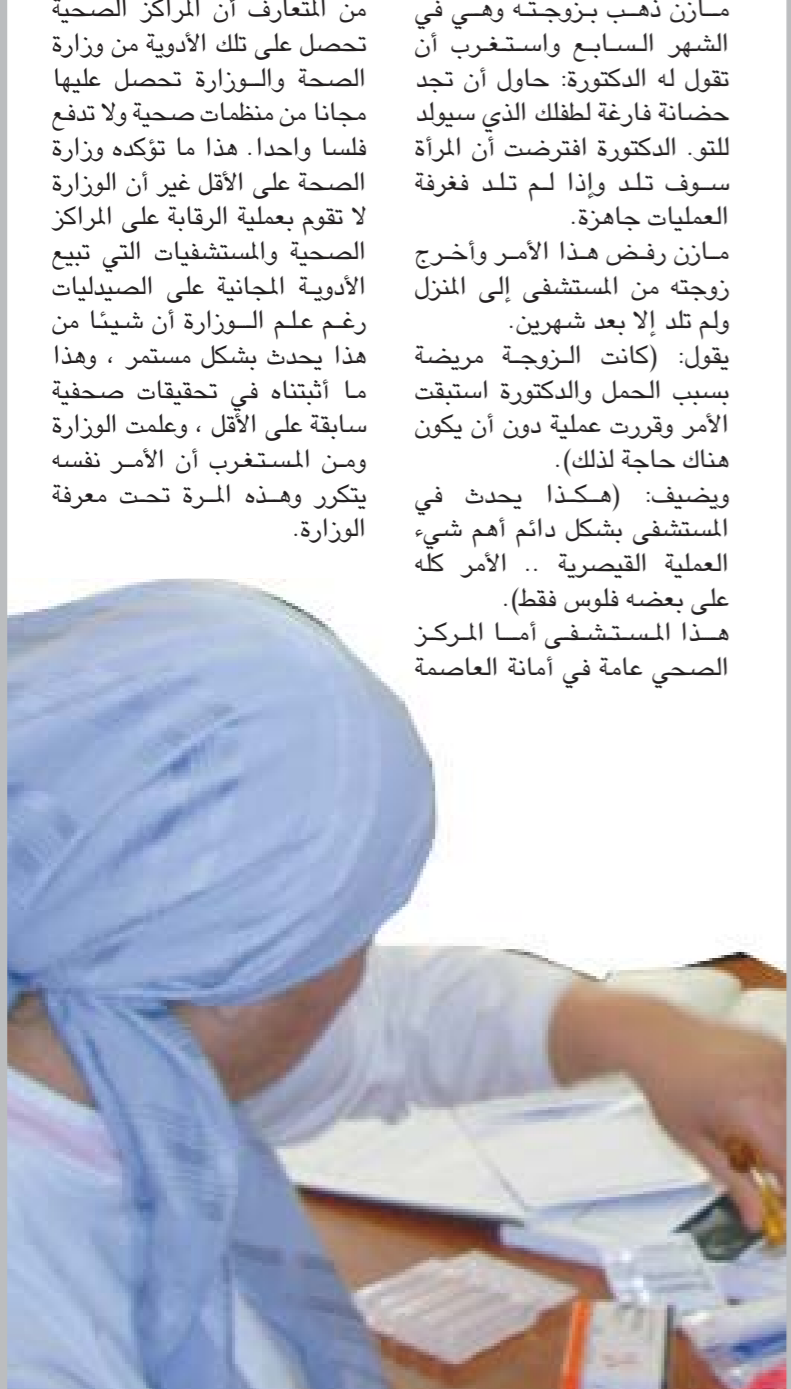 مازن ذهب بزوجته وهي في
الشهر السابع واستغرب أن
تقول له الدكتورة: حاول أن تجد
حضانة فارغة لطفلك الذي سيولد
للتو. الدكتورة افترضت أن المرأة
سوف تلد وإذا لم تلد فغرفة
العمليات جاهزة.
مازن رفض هذا الأمر وأخرج
زوجته من المستشفى إلى المنزل
ولم تلد إلا بعد شهرين.
يقول: (كانت الزوجة مريضة
بسبب الحمل والدكتورة استبقت
الأمر وقررت عملية دون أن يكون
هناك حاجة لذلك).
ويضيف: (هكذا يحدث في
المستشفى بشكل دائم أهم شيء
العملية القيصرية .. الأمر كله
على بعضه فلوس فقط).
هذا المستشفى أما المركز
الصحي عامة في أمانة العاصمة
من المتعارف أن المراكز الصحية
تحصل على تلك الأدوية من وزارة
الصحة والوزارة تحصل عليها
مجانا من منظمات صحية ولا تدفع
فلسا واحدا. هذا ما تؤكده وزارة
الصحة على الأقل غير أن الوزارة
لا تقوم بعملية الرقابة على المراكز
الصحية والمستشفيات التي تبيع
الأدوية المجانية على الصيدليات
رغم علم الوزارة أن شيئا من
هذا يحدث بشكل مستمر ، وهذا
ما أثبتناه في تحقيقات صحفية
سابقة على الأقل ، وعلمت الوزارة
ومن المستغرب أن الأمر نفسه
يتكرر وهذه المرة تحت معرفة
الوزارة.